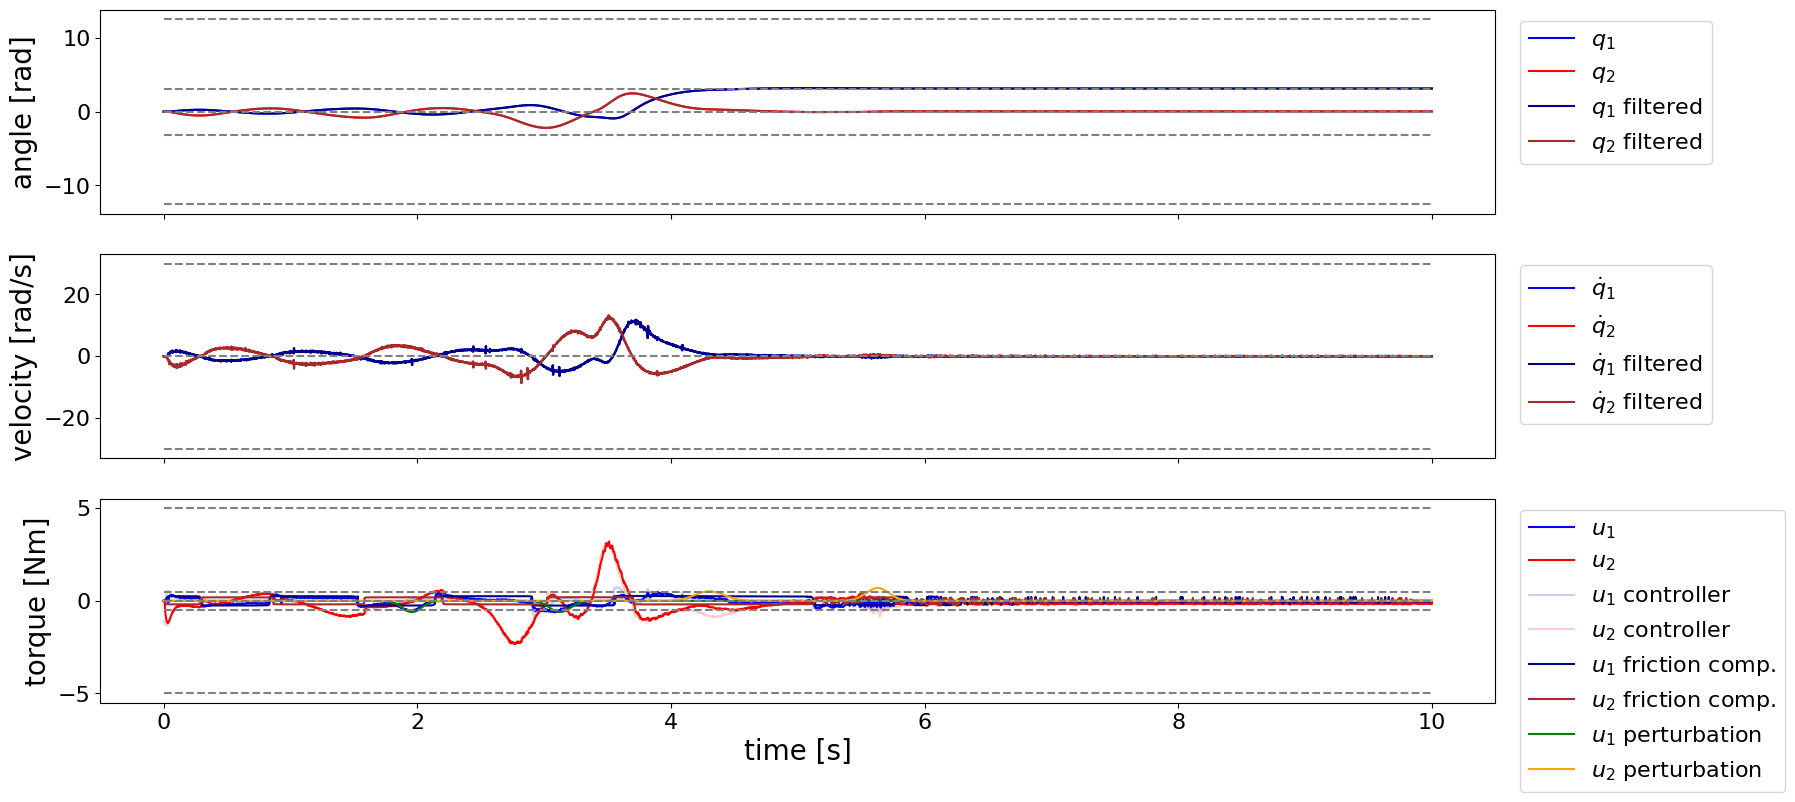 angle [rad]
10
0
−10
q₁
q₂
q₁ filtered
q₂ filtered
velocity [rad/s]
20
0
−20
q̇₁
q̇₂
q̇₁ filtered
q̇₂ filtered
torque [Nm]
5
0
−5
0 2 4 6 8 10
time [s]
u₁
u₂
u₁ controller
u₂ controller
u₁ friction comp.
u₂ friction comp.
u₁ perturbation
u₂ perturbation